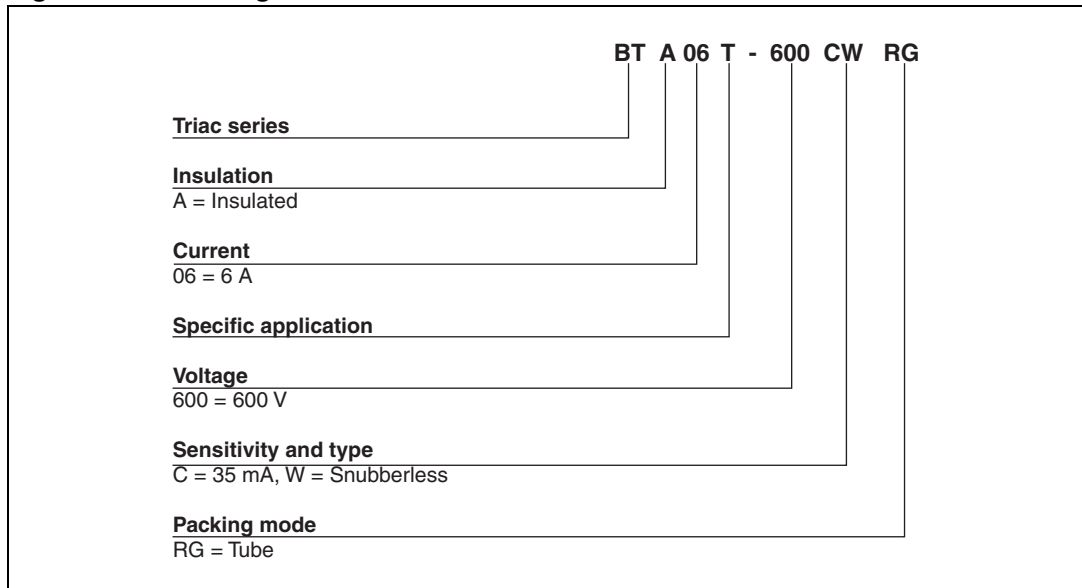 BT A 06 T - 600 CW RG
Triac series
Insulation
A = Insulated
Current
06 = 6 A
Specific application
Voltage
600 = 600 V
Sensitivity and type
C = 35 mA, W = Snubberless
Packing mode
RG = Tube